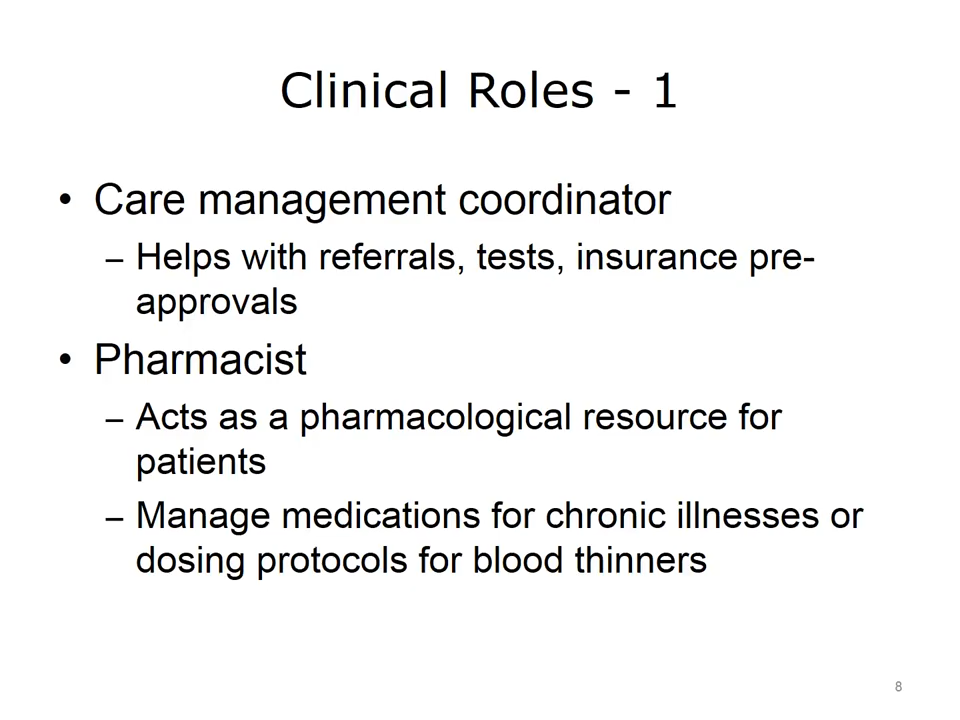 Clinical Roles - 1
• Care management coordinator
– Helps with referrals, tests, insurance pre-
approvals
• Pharmacist
– Acts as a pharmacological resource for
patients
– Manage medications for chronic illnesses or
dosing protocols for blood thinners
8